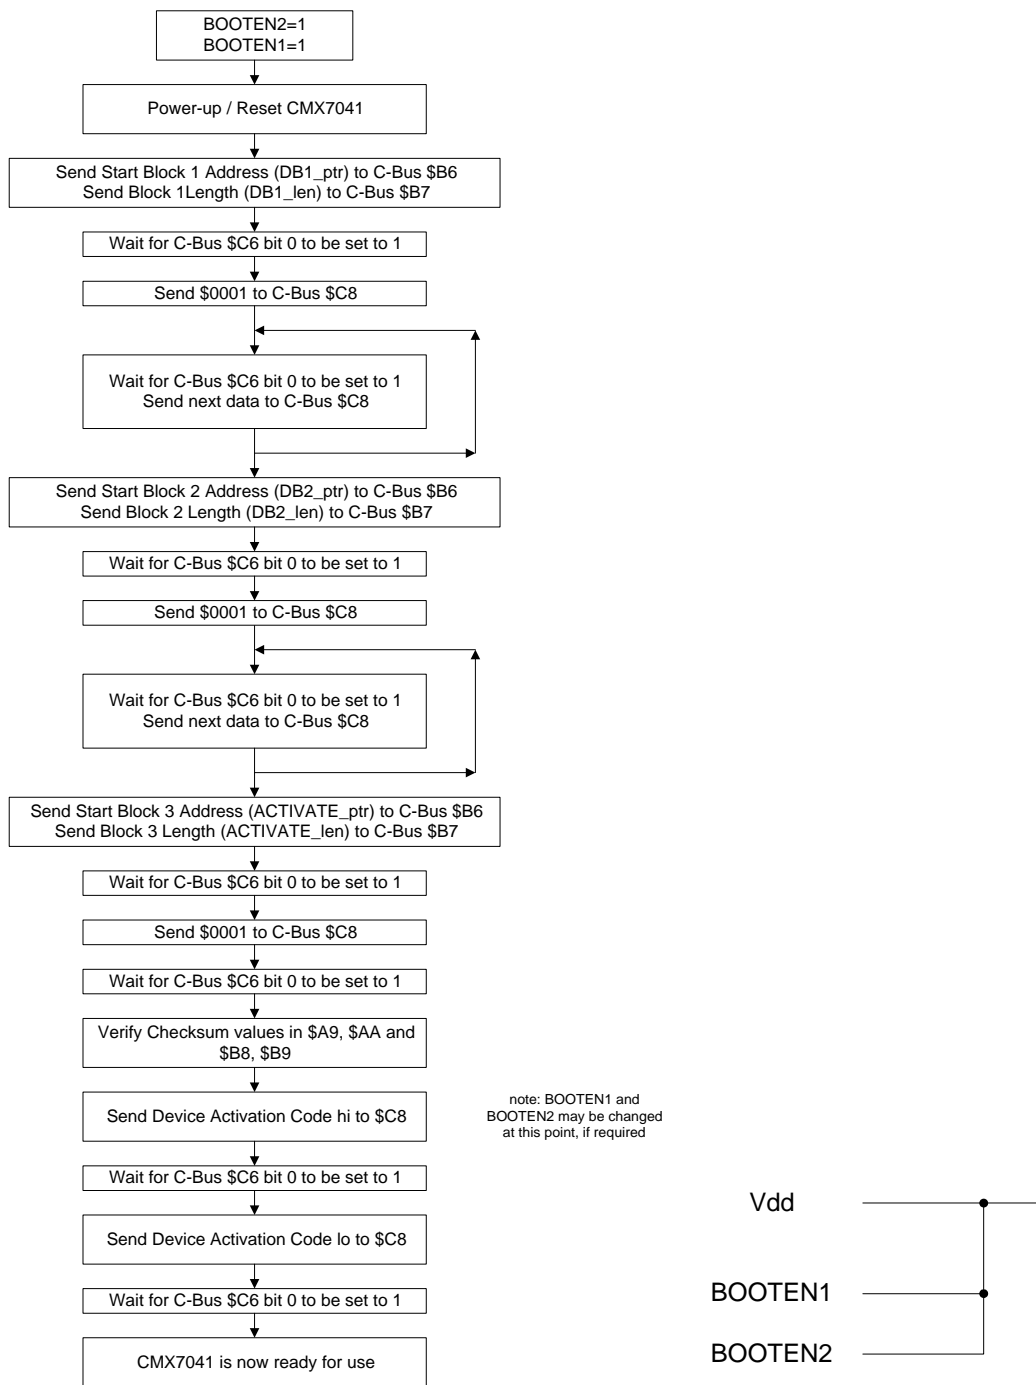 BOOTEN2=1
BOOTEN1=1
Power-up / Reset CMX7041
Send Start Block 1 Address (DB1_ptr) to C-Bus $B6
Send Block 1Length (DB1_len) to C-Bus $B7
Wait for C-Bus $C6 bit 0 to be set to 1
Send $0001 to C-Bus $C8
Wait for C-Bus $C6 bit 0 to be set to 1
Send next data to C-Bus $C8
Send Start Block 2 Address (DB2_ptr) to C-Bus $B6
Send Block 2 Length (DB2_len) to C-Bus $B7
Wait for C-Bus $C6 bit 0 to be set to 1
Send $0001 to C-Bus $C8
Wait for C-Bus $C6 bit 0 to be set to 1
Send next data to C-Bus $C8
Send Start Block 3 Address (ACTIVATE_ptr) to C-Bus $B6
Send Block 3 Length (ACTIVATE_len) to C-Bus $B7
Wait for C-Bus $C6 bit 0 to be set to 1
Send $0001 to C-Bus $C8
Wait for C-Bus $C6 bit 0 to be set to 1
Verify Checksum values in $A9, $AA and
$B8, $B9
Send Device Activation Code hi to $C8
note: BOOTEN1 and
BOOTEN2 may be changed
at this point, if required
Wait for C-Bus $C6 bit 0 to be set to 1
Send Device Activation Code lo to $C8
Wait for C-Bus $C6 bit 0 to be set to 1
CMX7041 is now ready for use
Vdd
BOOTEN1
BOOTEN2